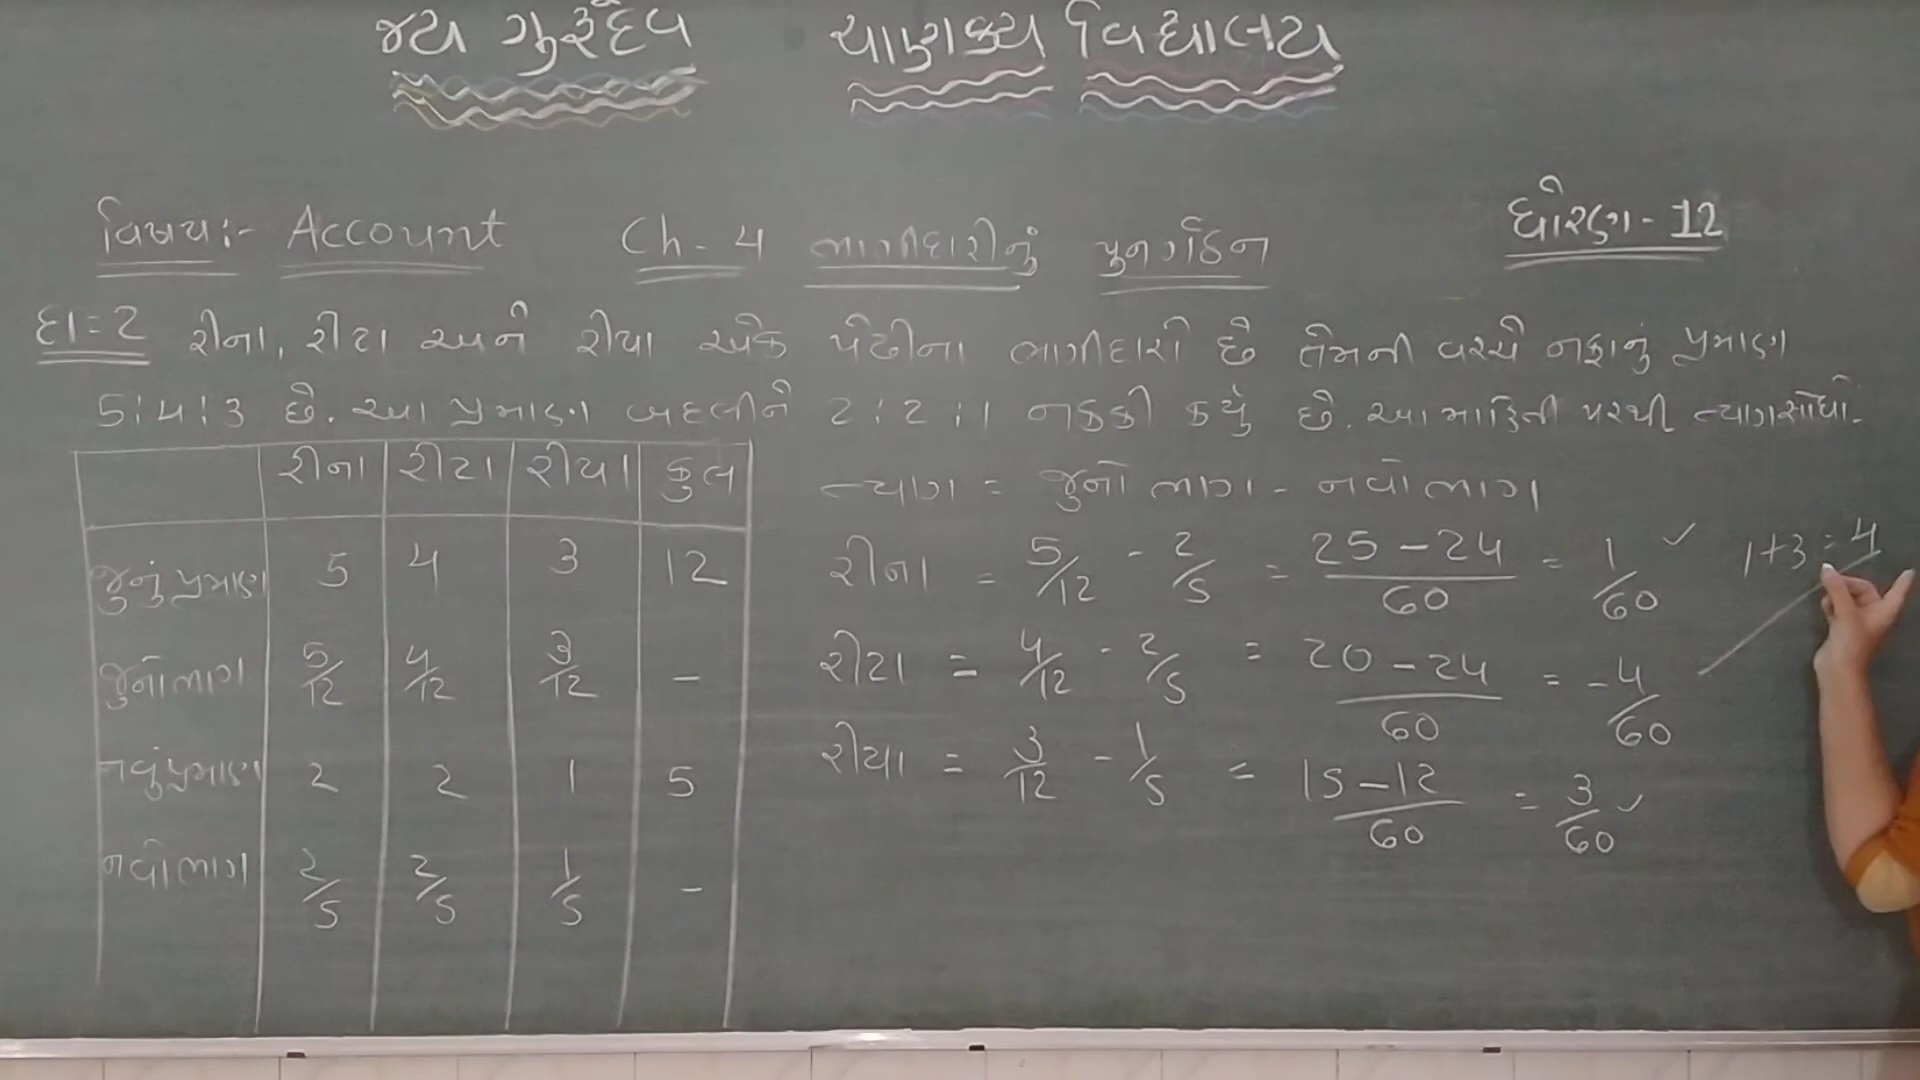 જય ગુરુદેવ ચાણક્ય વિદ્યાલય
વિષય:- Account Ch-4 ભાગીદારીનું પુનર્ગઠન ધોરણ-12
દા=2 રીના, રીટા અને રીયા એક પેઢીના ભાગીદારો છે તેમની વચ્ચે નફાનું પ્રમાણ
5:4:3 છે. આ પ્રમાણ બદલીને 2:2:1 નક્કી કર્યું છે. આ માહિતી પરથી ત્યાગ શોધો.
રીના રીટા રીયા કુલ
જુનું પ્રમાણ 5 4 3 12
જુનો ભાગ 5/12 4/12 3/12 -
નવું પ્રમાણ 2 2 1 5
નવો ભાગ 2/5 2/5 1/5 -
ત્યાગ = જુનો ભાગ - નવો ભાગ
રીના = 5/12 - 2/5 = 25-24/60 = 1/60 ✓ 1+3=4
રીટા = 4/12 - 2/5 = 20-24/60 = -4/60
રીયા = 3/12 - 1/5 = 15-12/60 = 3/60 ✓